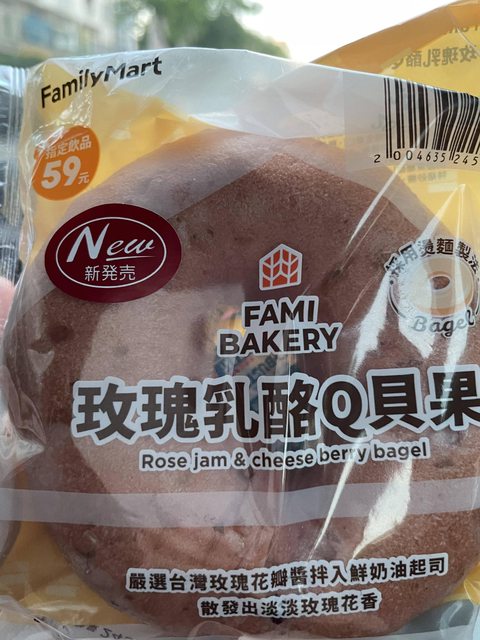 FamilyMart
指定飲品
59元
New
新発売
2 004635 245
採用燙麵製法
Bagel
FAMI
BAKERY
玫瑰乳酪Q貝果
Rose jam & cheese berry bagel
嚴選台灣玫瑰花瓣醬拌入鮮奶油起司
散發出淡淡玫瑰花香